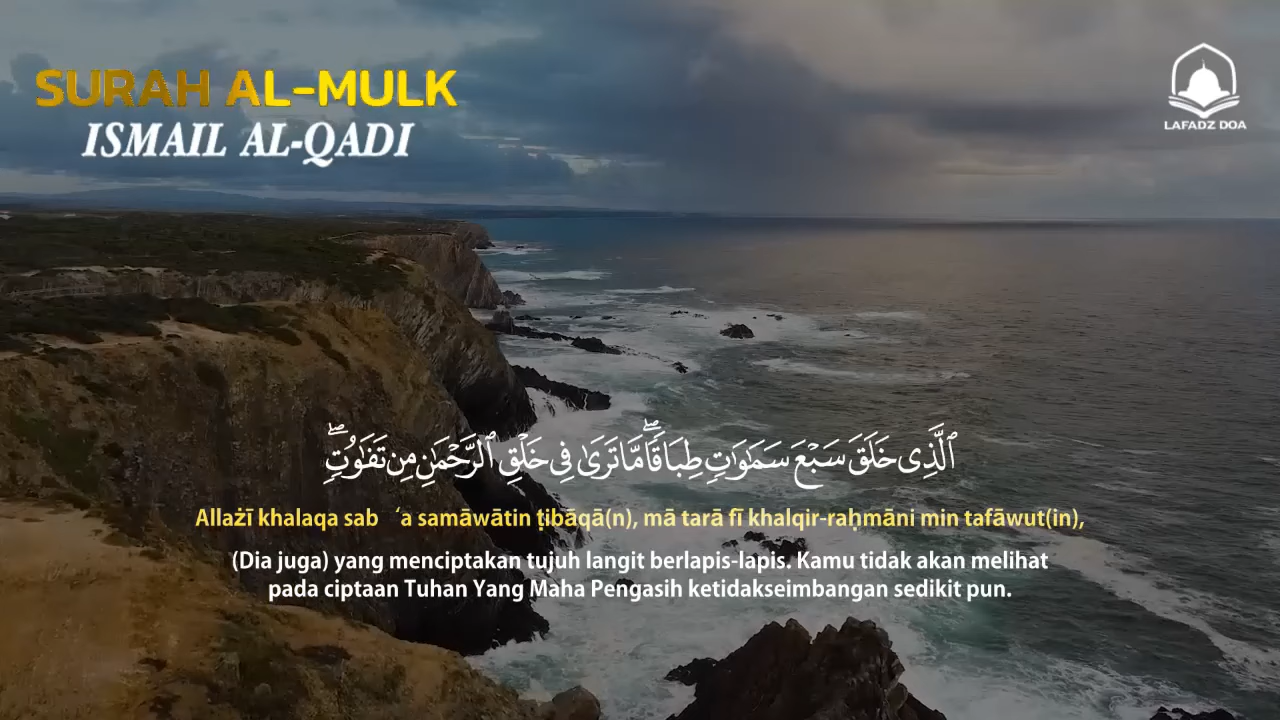 SURAH AL-MULK
ISMAIL AL-QADI
LAFADZ DOA
ٱلَّذِى خَلَقَ سَبْعَ سَمَٰوَٰتٍ طِبَاقًا ۖ مَّا تَرَىٰ فِى خَلْقِ ٱلرَّحْمَٰنِ مِن تَفَٰوُتٍ ۖ
Allażī khalaqa sab ‘a samāwātin ṭibāqā(n), mā tarā fī khalqir-raḥmāni min tafāwut(in),
(Dia juga) yang menciptakan tujuh langit berlapis-lapis. Kamu tidak akan melihat
pada ciptaan Tuhan Yang Maha Pengasih ketidakseimbangan sedikit pun.